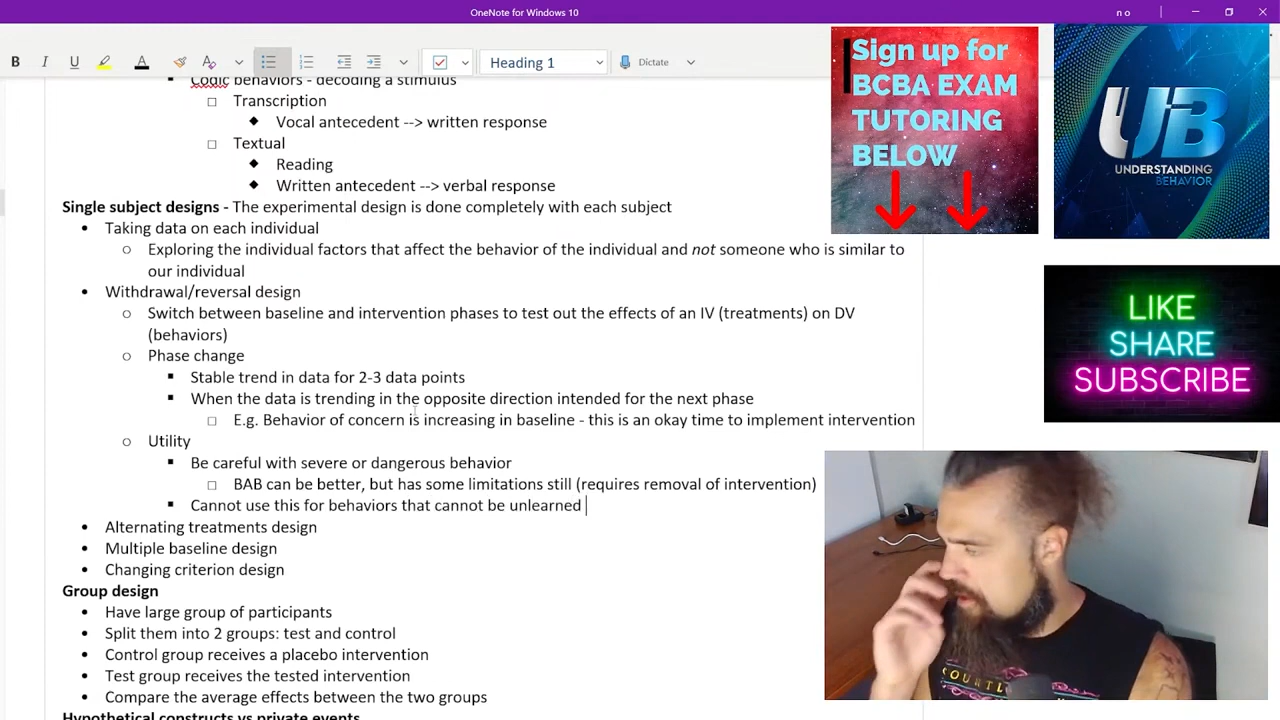 OneNote for Windows 10
n o
B I U A A Heading 1 Dictate
Codic behaviors - decoding a stimulus
Transcription
Vocal antecedent --> written response
Textual
Reading
Written antecedent --> verbal response
Single subject designs - The experimental design is done completely with each subject
Taking data on each individual
Exploring the individual factors that affect the behavior of the individual and not someone who is similar to
our individual
Withdrawal/reversal design
Switch between baseline and intervention phases to test out the effects of an IV (treatments) on DV
(behaviors)
Phase change
Stable trend in data for 2-3 data points
When the data is trending in the opposite direction intended for the next phase
E.g. Behavior of concern is increasing in baseline - this is an okay time to implement intervention
Utility
Be careful with severe or dangerous behavior
BAB can be better, but has some limitations still (requires removal of intervention)
Cannot use this for behaviors that cannot be unlearned
Alternating treatments design
Multiple baseline design
Changing criterion design
Group design
Have large group of participants
Split them into 2 groups: test and control
Control group receives a placebo intervention
Test group receives the tested intervention
Compare the average effects between the two groups
Hypothetical constructs vs private events
Sign up for
BCBA EXAM
TUTORING
BELOW
UB
UNDERSTANDING
BEHAVIOR
LIKE
SHARE
SUBSCRIBE